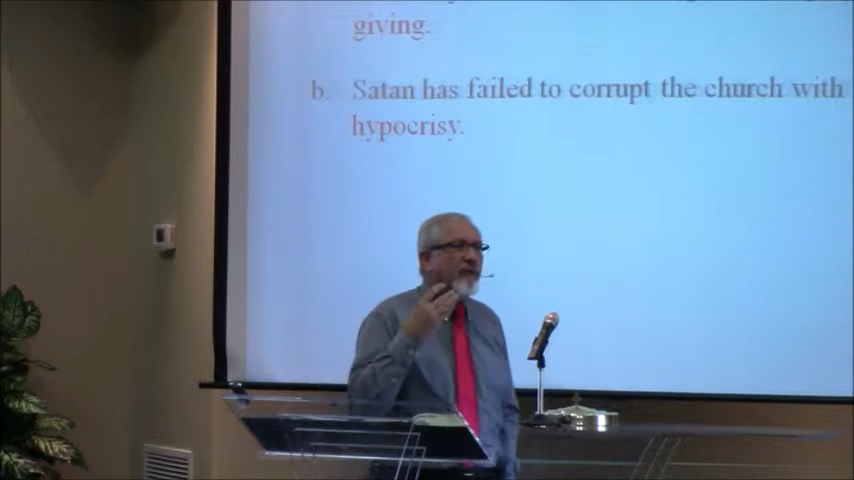 giving.
b. Satan has failed to corrupt the church with
hypocrisy.